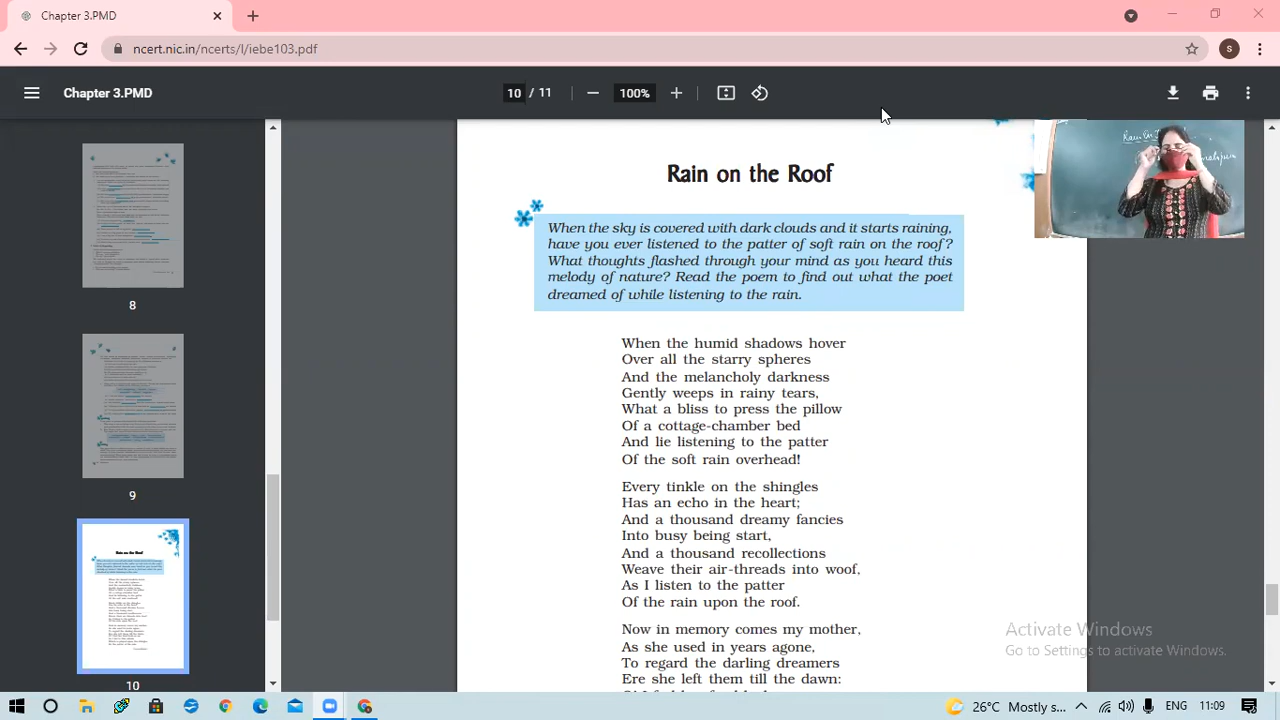 Chapter 3.PMD
ncert.nic.in/ncerts/l/iebe103.pdf
S
Chapter 3.PMD
10 / 11
100%
8
9
10
Rain on the Roof
When the sky is covered with dark clouds and it starts raining,
have you ever listened to the patter of soft rain on the roof?
What thoughts flashed through your mind as you heard this
melody of nature? Read the poem to find out what the poet
dreamed of while listening to the rain.
When the humid shadows hover
Over all the starry spheres
And the melancholy darkness
Gently weeps in rainy tears,
What a bliss to press the pillow
Of a cottage-chamber bed
And lie listening to the patter
Of the soft rain overhead!
Every tinkle on the shingles
Has an echo in the heart;
And a thousand dreamy fancies
Into busy being start,
And a thousand recollections
Weave their air-threads into woof,
As I listen to the patter
Of the rain upon the roof.
Now in memory comes my mother,
As she used in years agone,
To regard the darling dreamers
Ere she left them till the dawn:
Activate Windows
Go to Settings to activate Windows.
26°C Mostly s...
ENG
11:09